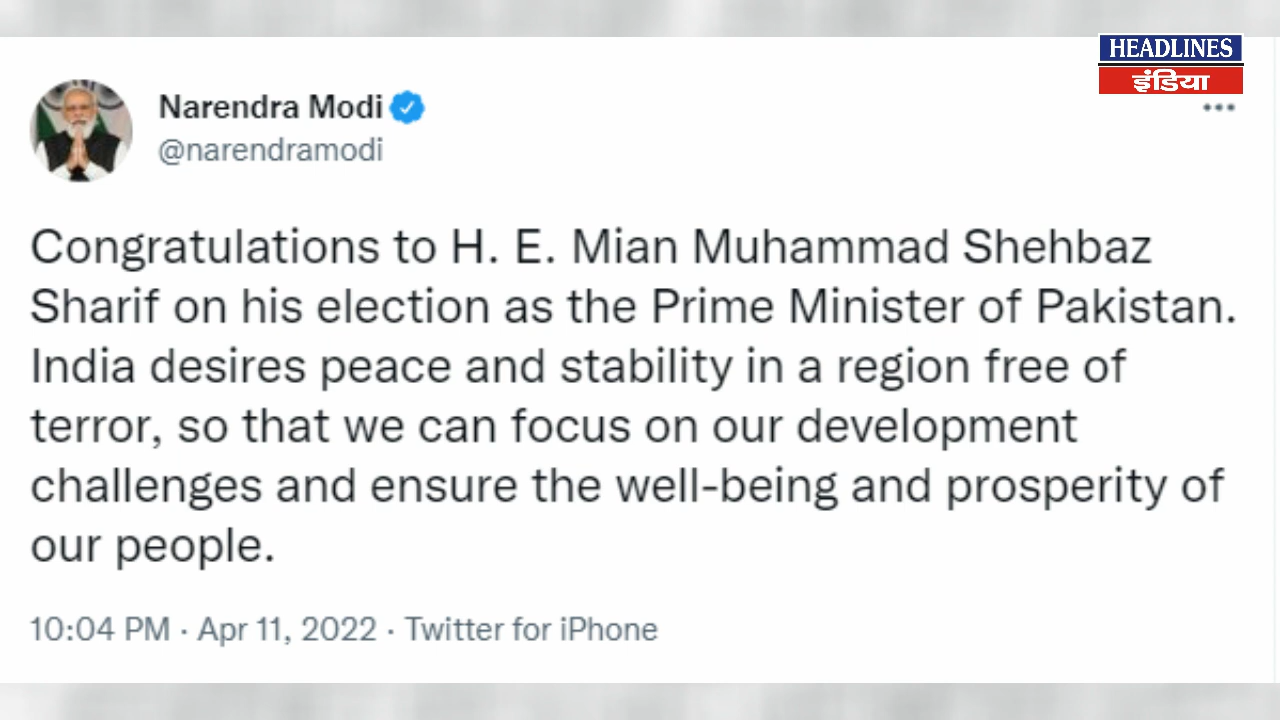 HEADLINES
इंडिया
Narendra Modi
@narendramodi
Congratulations to H. E. Mian Muhammad Shehbaz
Sharif on his election as the Prime Minister of Pakistan.
India desires peace and stability in a region free of
terror, so that we can focus on our development
challenges and ensure the well-being and prosperity of
our people.
10:04 PM · Apr 11, 2022 · Twitter for iPhone